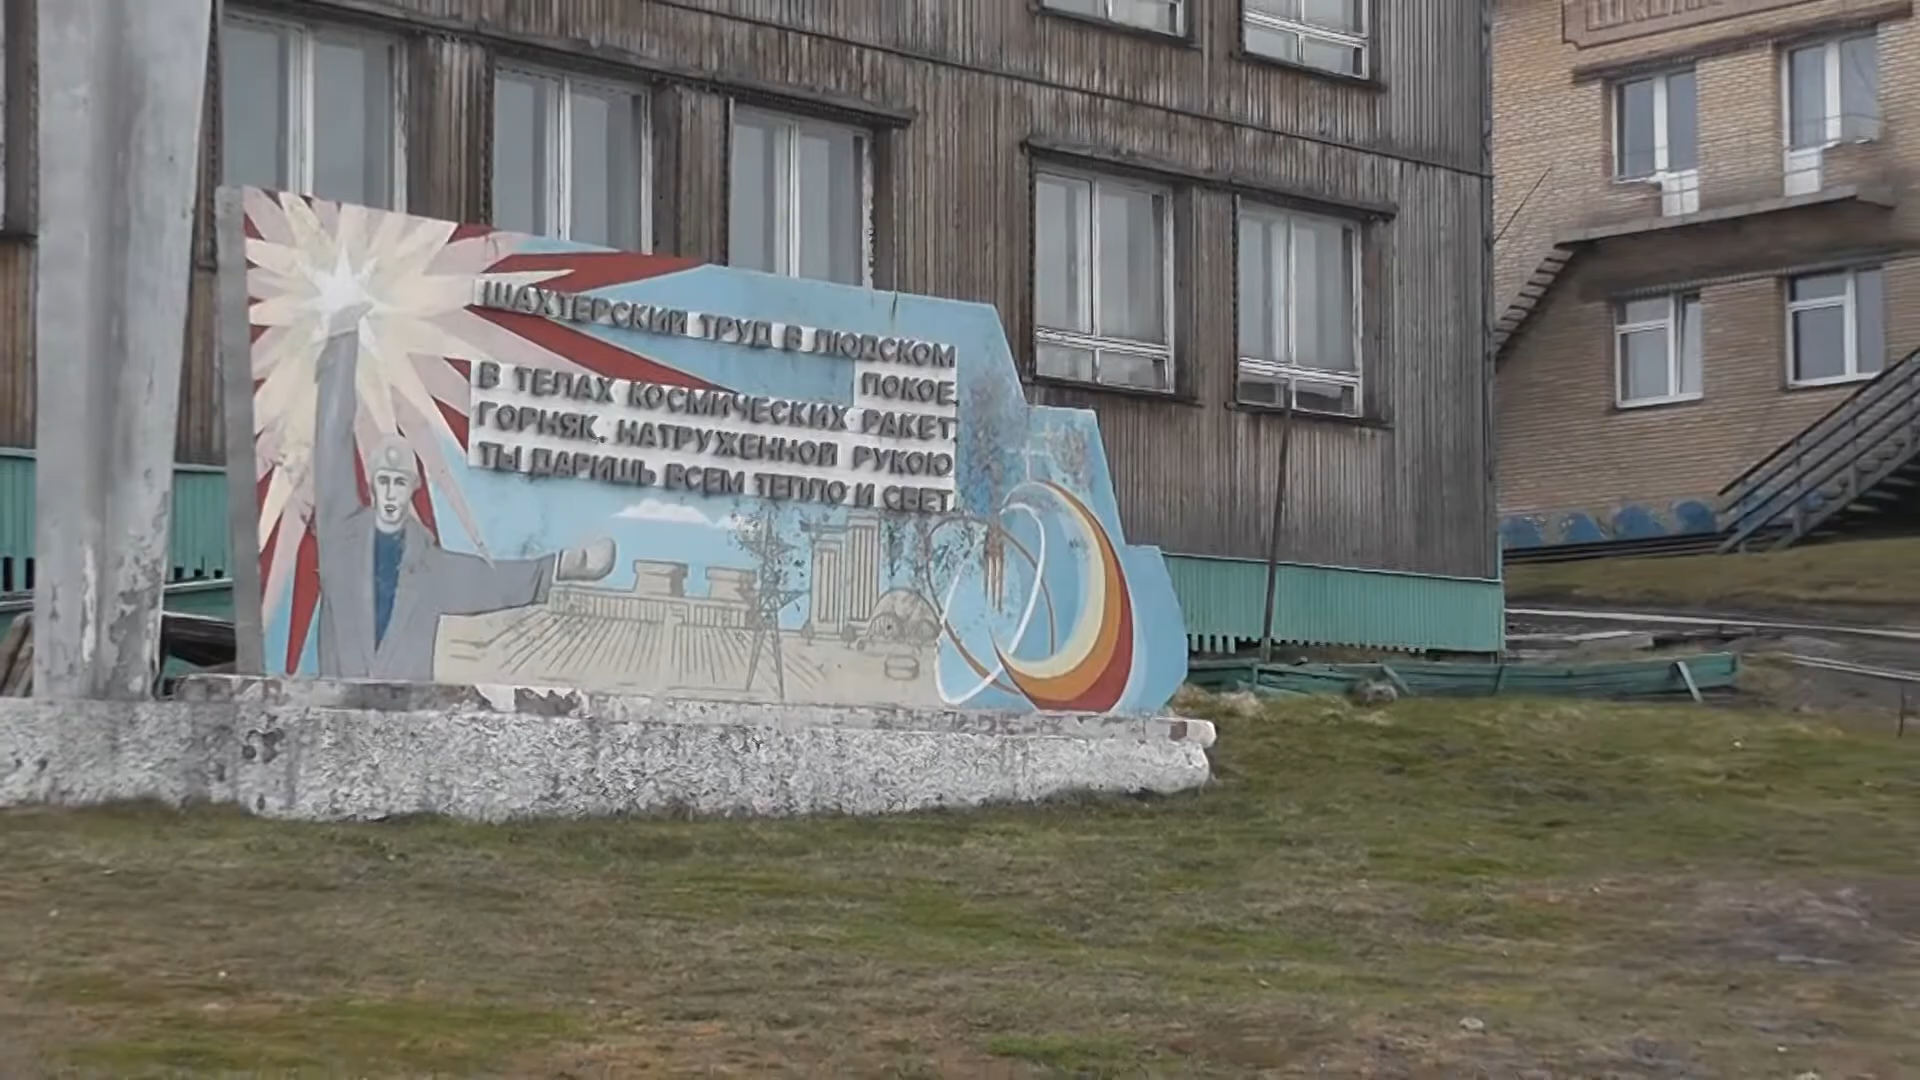 ШАХТЕРСКИЙ ТРУД В ЛЮДСКОМ
ПОКОЕ,
В ТЕЛАХ КОСМИЧЕСКИХ РАКЕТ.
ГОРНЯК, НАТРУЖЕННОЙ РУКОЮ
ТЫ ДАРИШЬ ВСЕМ ТЕПЛО И СВЕТ.